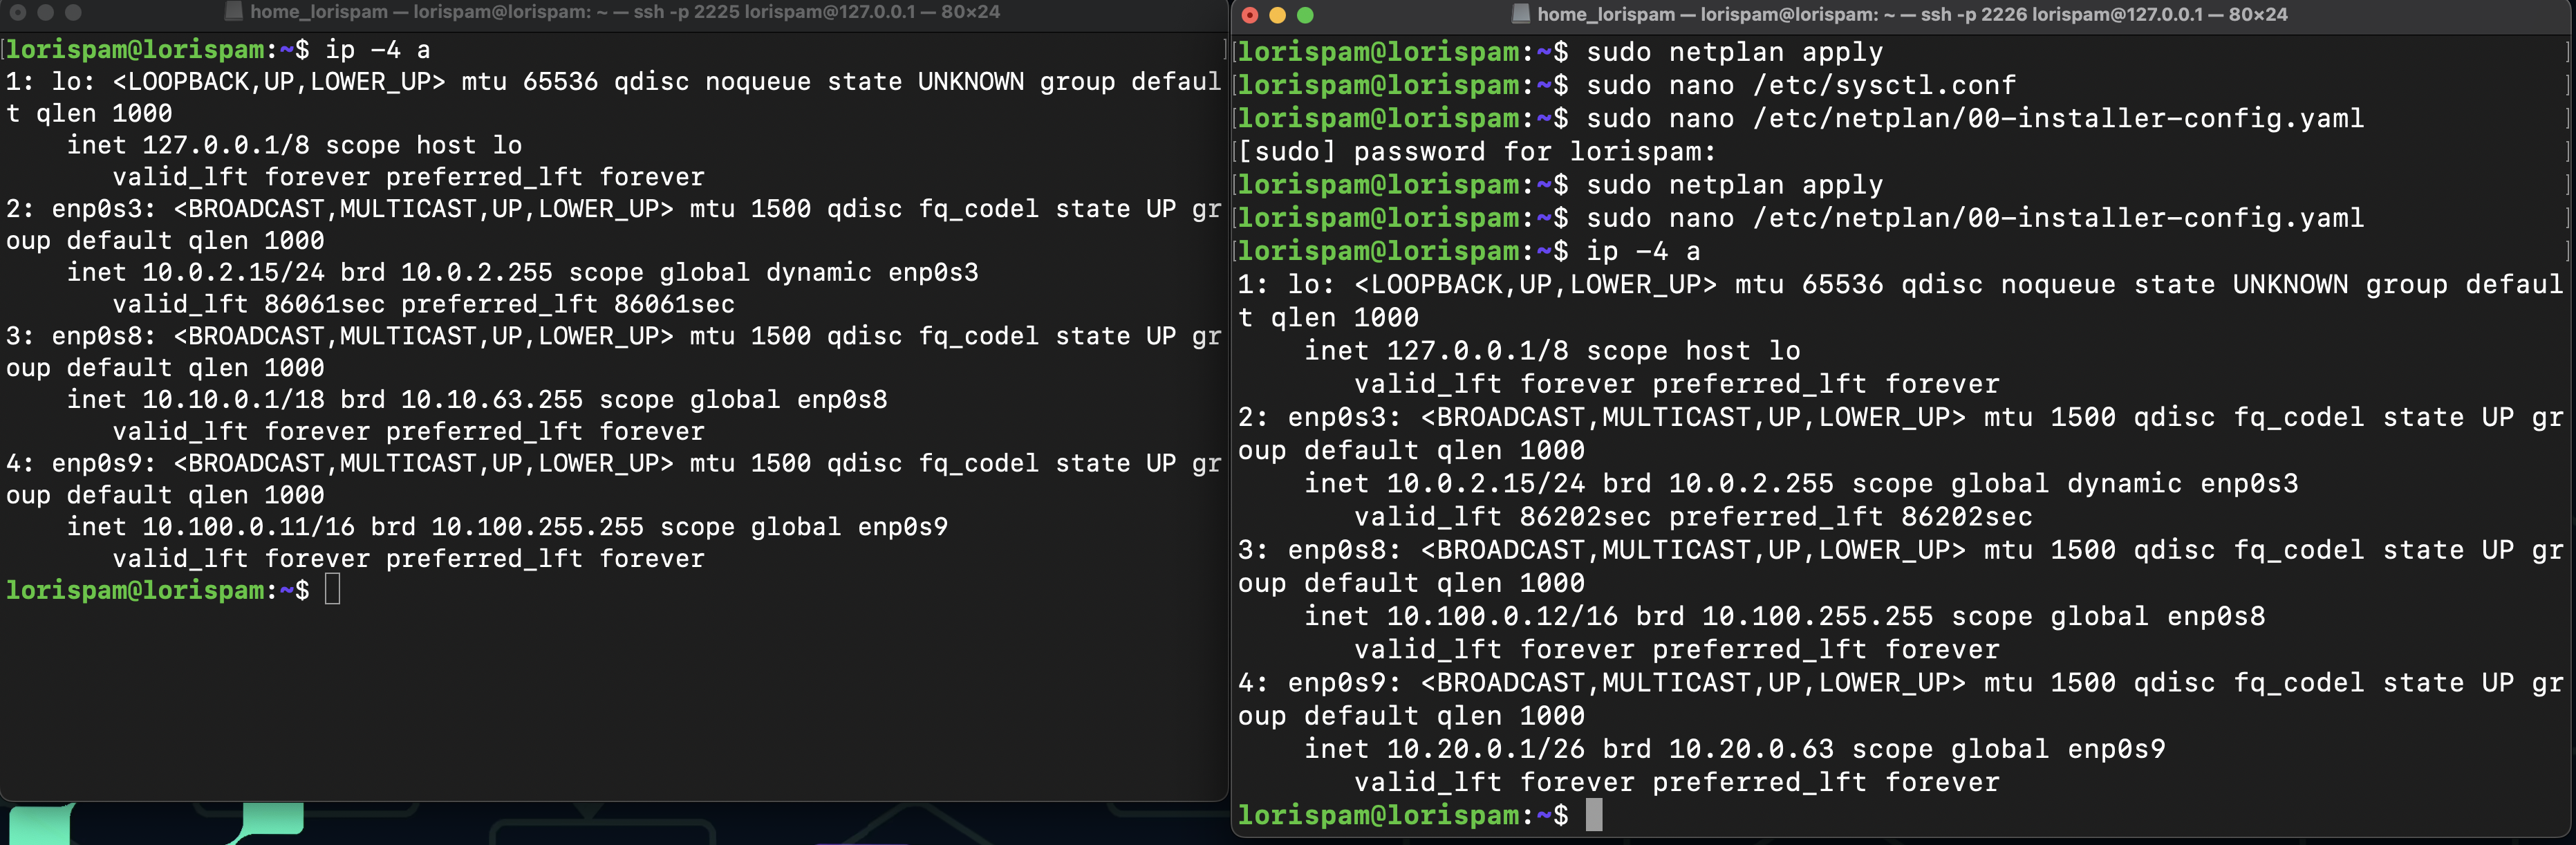 home_lorispam — lorispam@lorispam: ~ — ssh -p 2225 lorispam@127.0.0.1 — 80×24
lorispam@lorispam:~$ ip -4 a
1: lo: <LOOPBACK,UP,LOWER_UP> mtu 65536 qdisc noqueue state UNKNOWN group defaul
t qlen 1000
    inet 127.0.0.1/8 scope host lo
       valid_lft forever preferred_lft forever
2: enp0s3: <BROADCAST,MULTICAST,UP,LOWER_UP> mtu 1500 qdisc fq_codel state UP gr
oup default qlen 1000
    inet 10.0.2.15/24 brd 10.0.2.255 scope global dynamic enp0s3
       valid_lft 86061sec preferred_lft 86061sec
3: enp0s8: <BROADCAST,MULTICAST,UP,LOWER_UP> mtu 1500 qdisc fq_codel state UP gr
oup default qlen 1000
    inet 10.10.0.1/18 brd 10.10.63.255 scope global enp0s8
       valid_lft forever preferred_lft forever
4: enp0s9: <BROADCAST,MULTICAST,UP,LOWER_UP> mtu 1500 qdisc fq_codel state UP gr
oup default qlen 1000
    inet 10.100.0.11/16 brd 10.100.255.255 scope global enp0s9
       valid_lft forever preferred_lft forever
lorispam@lorispam:~$
home_lorispam — lorispam@lorispam: ~ — ssh -p 2226 lorispam@127.0.0.1 — 80×24
lorispam@lorispam:~$ sudo netplan apply
lorispam@lorispam:~$ sudo nano /etc/sysctl.conf
lorispam@lorispam:~$ sudo nano /etc/netplan/00-installer-config.yaml
[sudo] password for lorispam:
lorispam@lorispam:~$ sudo netplan apply
lorispam@lorispam:~$ sudo nano /etc/netplan/00-installer-config.yaml
lorispam@lorispam:~$ ip -4 a
1: lo: <LOOPBACK,UP,LOWER_UP> mtu 65536 qdisc noqueue state UNKNOWN group defaul
t qlen 1000
    inet 127.0.0.1/8 scope host lo
       valid_lft forever preferred_lft forever
2: enp0s3: <BROADCAST,MULTICAST,UP,LOWER_UP> mtu 1500 qdisc fq_codel state UP gr
oup default qlen 1000
    inet 10.0.2.15/24 brd 10.0.2.255 scope global dynamic enp0s3
       valid_lft 86202sec preferred_lft 86202sec
3: enp0s8: <BROADCAST,MULTICAST,UP,LOWER_UP> mtu 1500 qdisc fq_codel state UP gr
oup default qlen 1000
    inet 10.100.0.12/16 brd 10.100.255.255 scope global enp0s8
       valid_lft forever preferred_lft forever
4: enp0s9: <BROADCAST,MULTICAST,UP,LOWER_UP> mtu 1500 qdisc fq_codel state UP gr
oup default qlen 1000
    inet 10.20.0.1/26 brd 10.20.0.63 scope global enp0s9
       valid_lft forever preferred_lft forever
lorispam@lorispam:~$